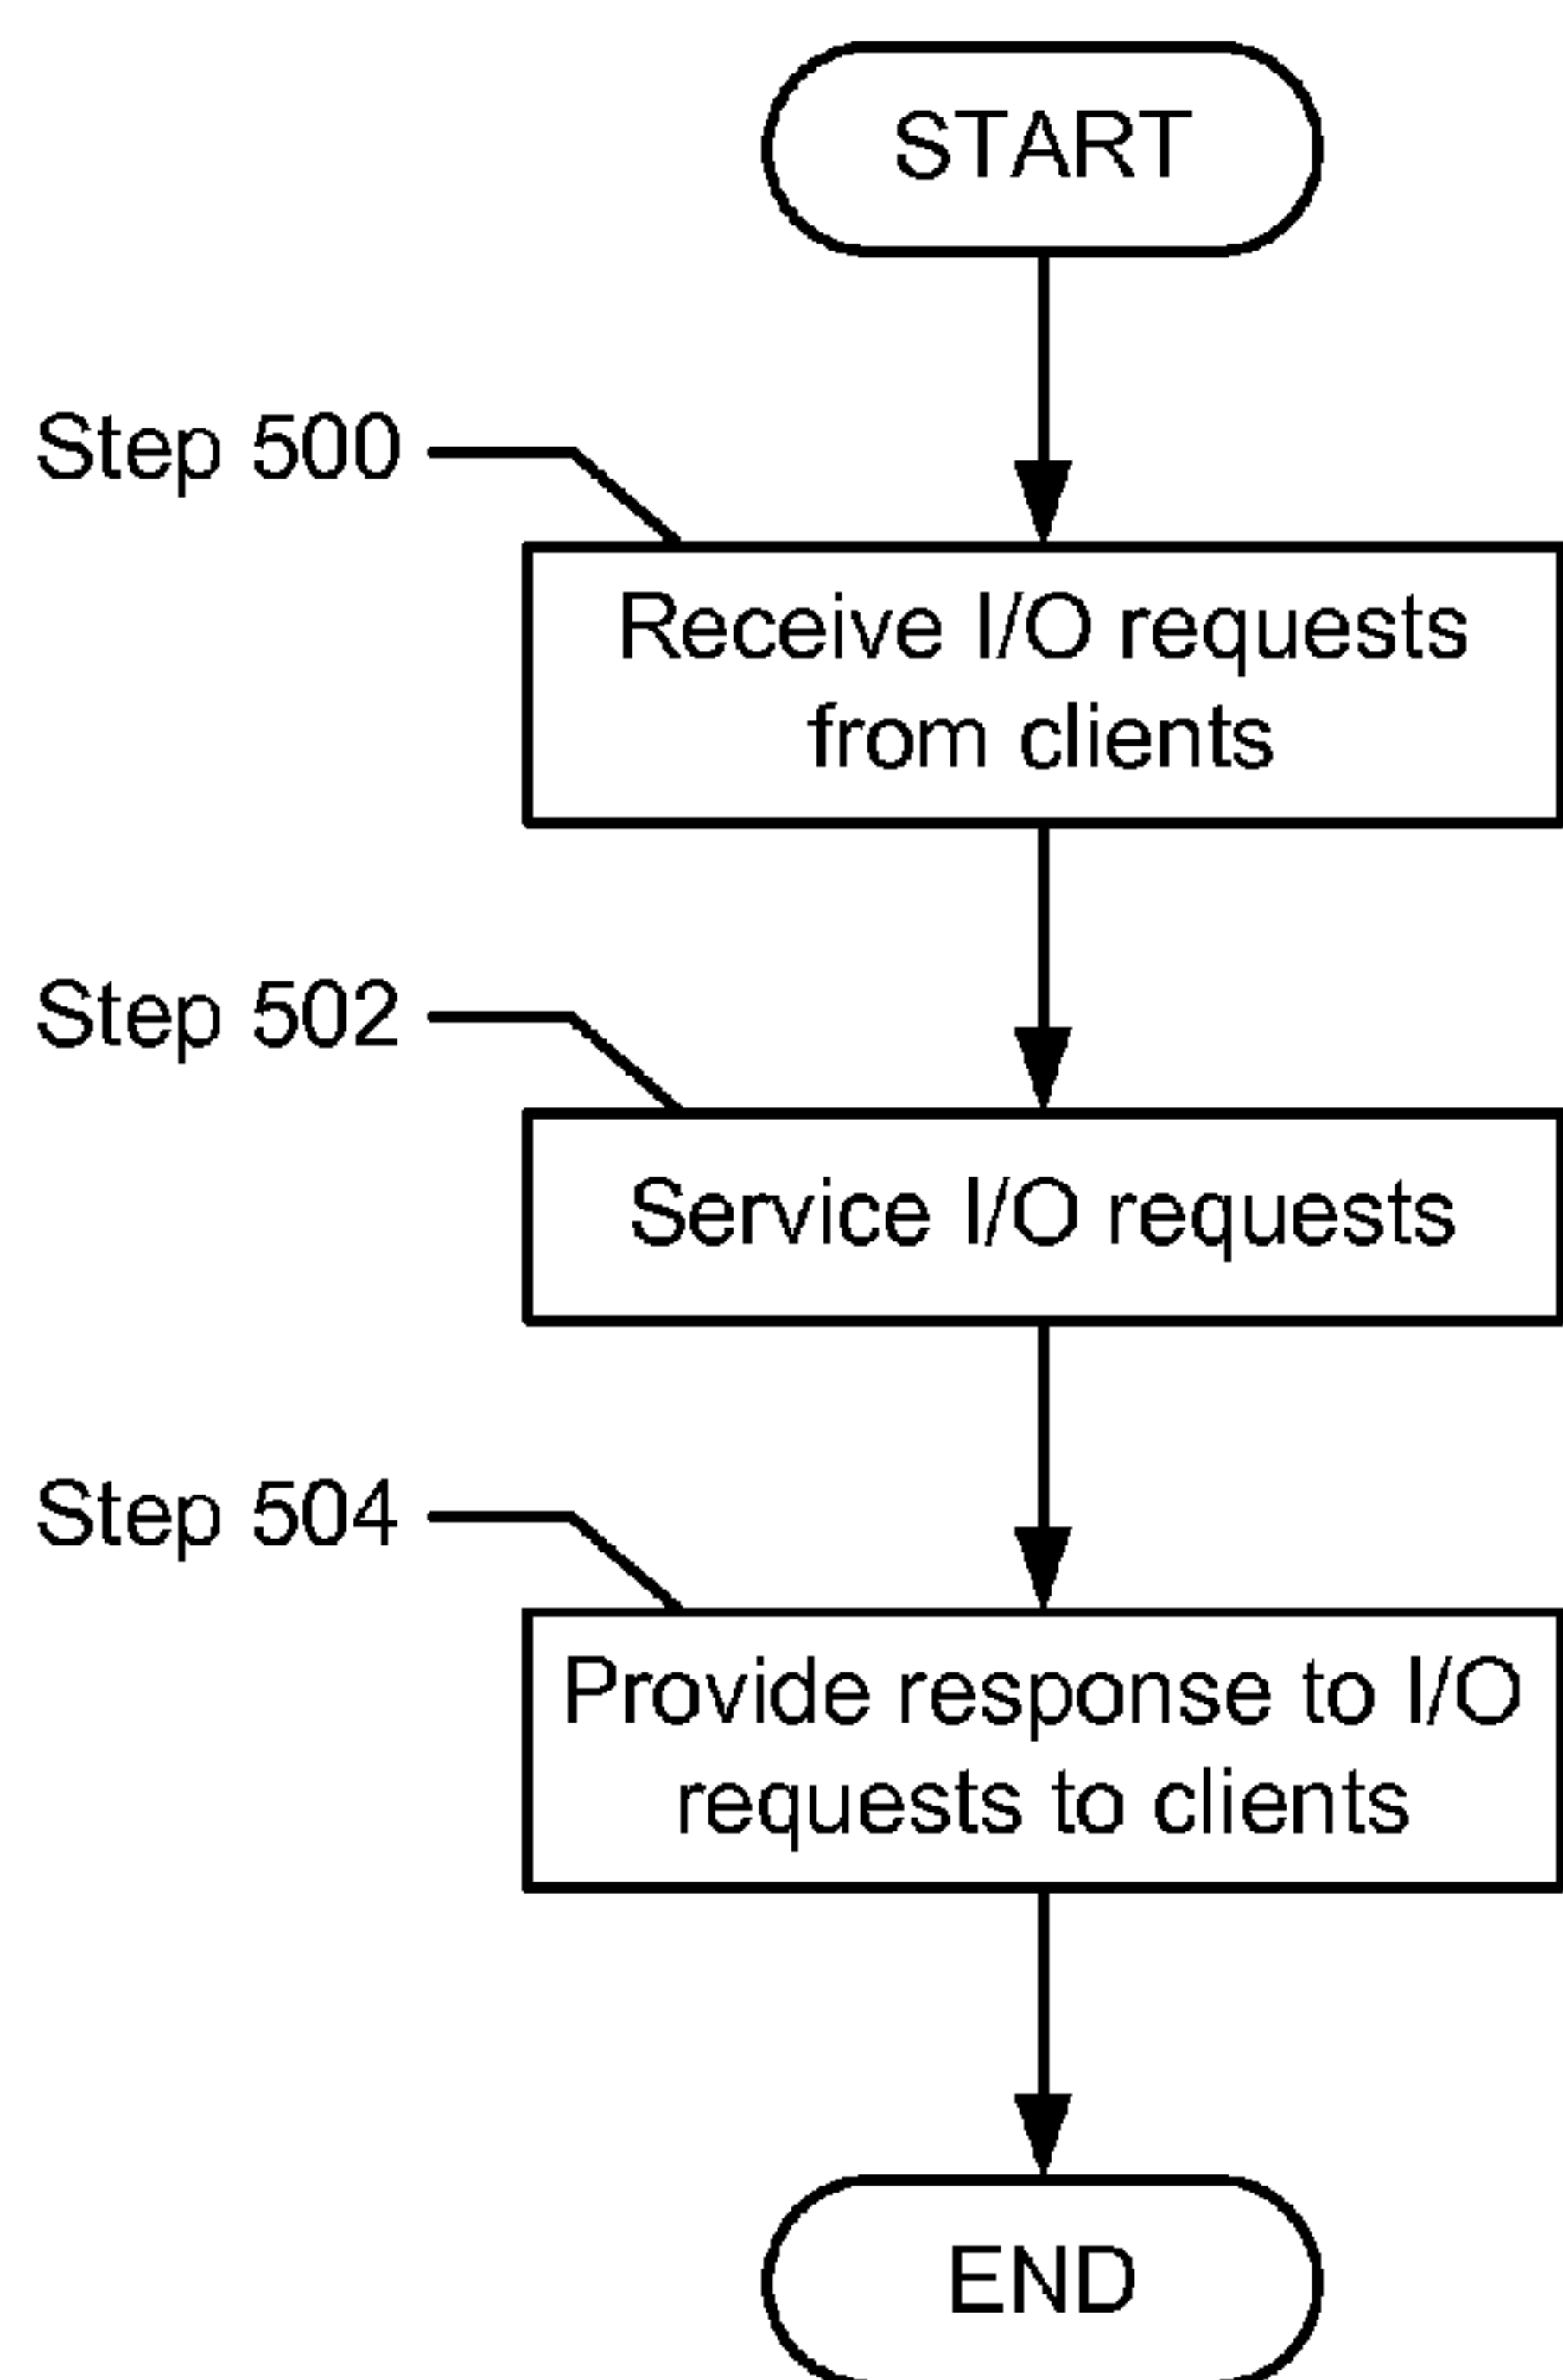 START
Step 500
Receive I/O requests
from clients
Step 502
Service I/O requests
Step 504
Provide response to I/O
requests to clients
END